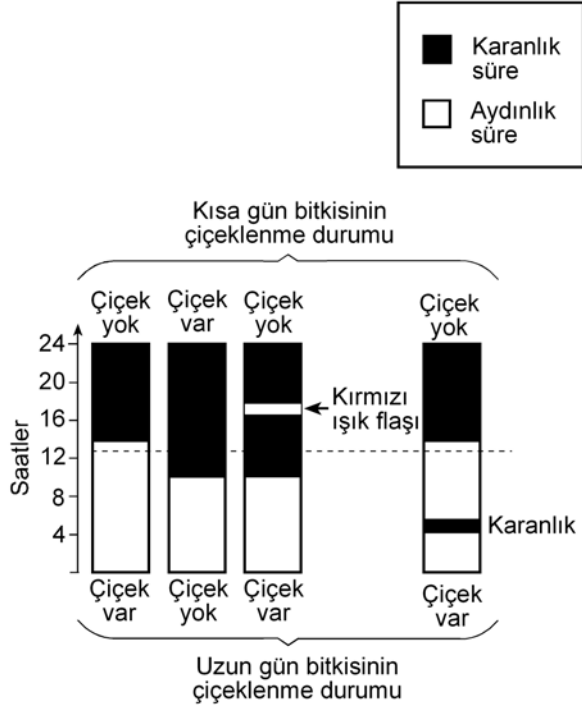 Karanlık
süre
Aydınlık
süre
Kısa gün bitkisinin
çiçeklenme durumu
Çiçek
yok
Çiçek
var
Çiçek
yok
Çiçek
yok
Saatler
24
20
16
12
8
4
Kırmızı
ışık flaşı
Karanlık
Çiçek
var
Çiçek
yok
Çiçek
var
Çiçek
var
Uzun gün bitkisinin
çiçeklenme durumu